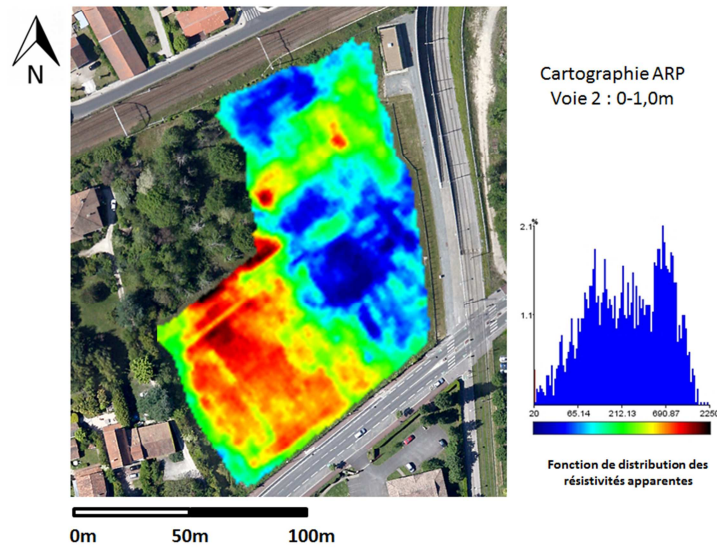 N
Cartographie ARP
Voie 2 : 0-1,0m
%
2.1
1.1
20 65.14 212.13 690.87 2250
Fonction de distribution des
résistivités apparentes
0m 50m 100m